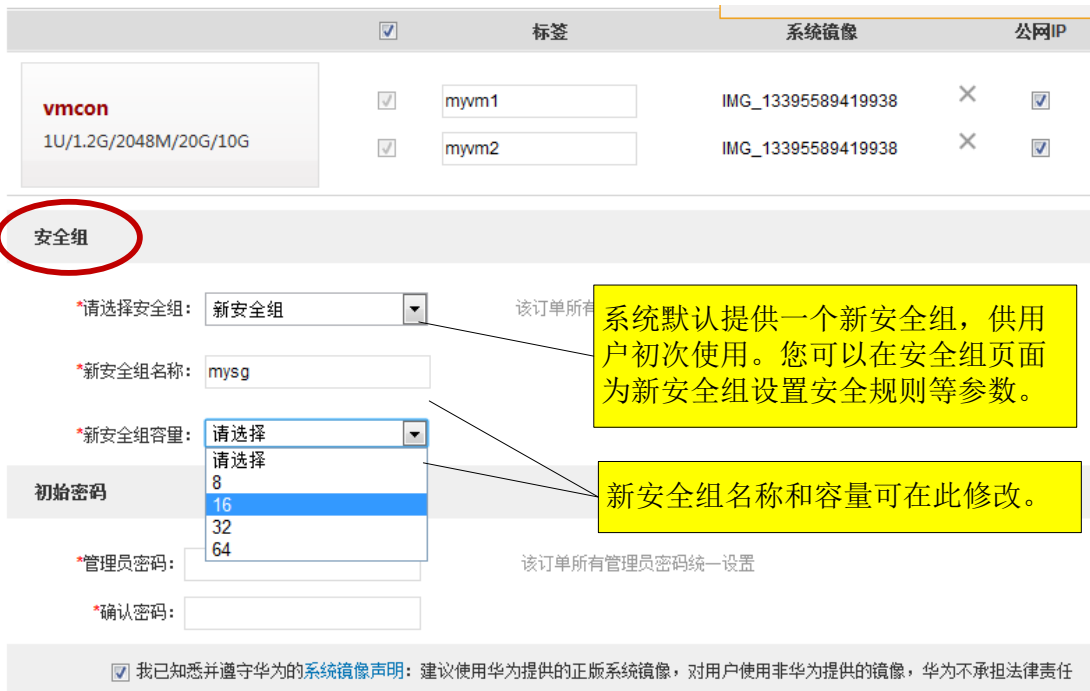 标签 系统镜像 公网IP
vmcon
1U/1.2G/2048M/20G/10G
myvm1 IMG_13395589419938
myvm2 IMG_13395589419938
安全组
*请选择安全组： 新安全组 该订单所有
系统默认提供一个新安全组，供用
户初次使用。您可以在安全组页面
为新安全组设置安全规则等参数。
*新安全组名称： mysg
*新安全组容量： 请选择
请选择
8
16
32
64
新安全组名称和容量可在此修改。
初始密码
*管理员密码： 该订单所有管理员密码统一设置
*确认密码：
我已知悉并遵守华为的系统镜像声明：建议使用华为提供的正版系统镜像，对用户使用非华为提供的镜像，华为不承担法律责任